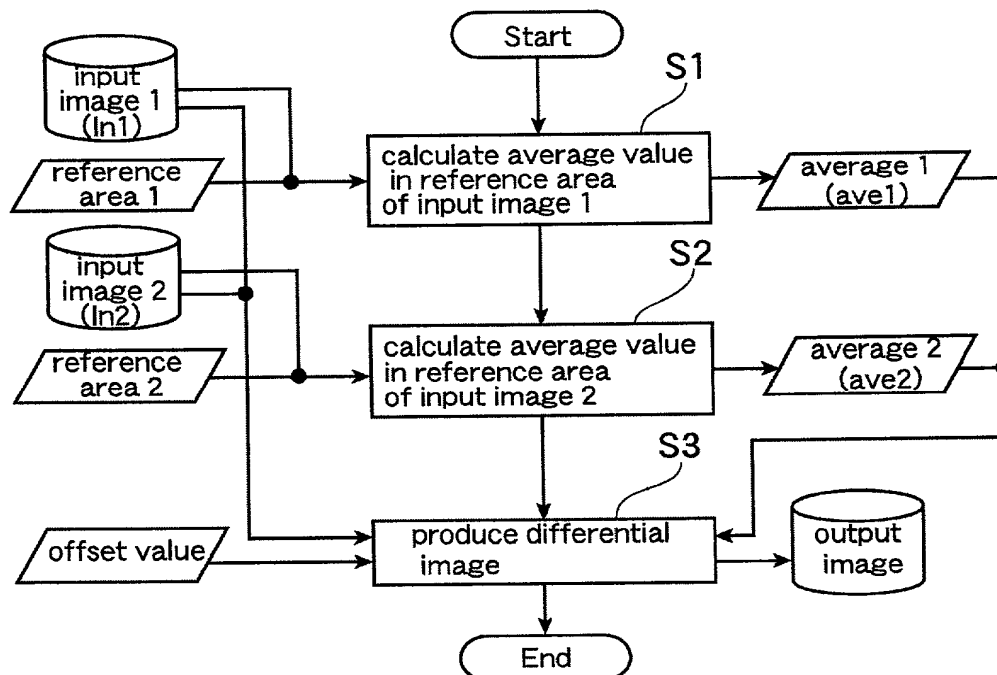 Start
input
image 1
(In1)
S1
calculate average value
in reference area
of input image 1
reference
area 1
average 1
(ave1)
input
image 2
(In2)
S2
calculate average value
in reference area
of input image 2
reference
area 2
average 2
(ave2)
S3
produce differential
image
offset value
output
image
End